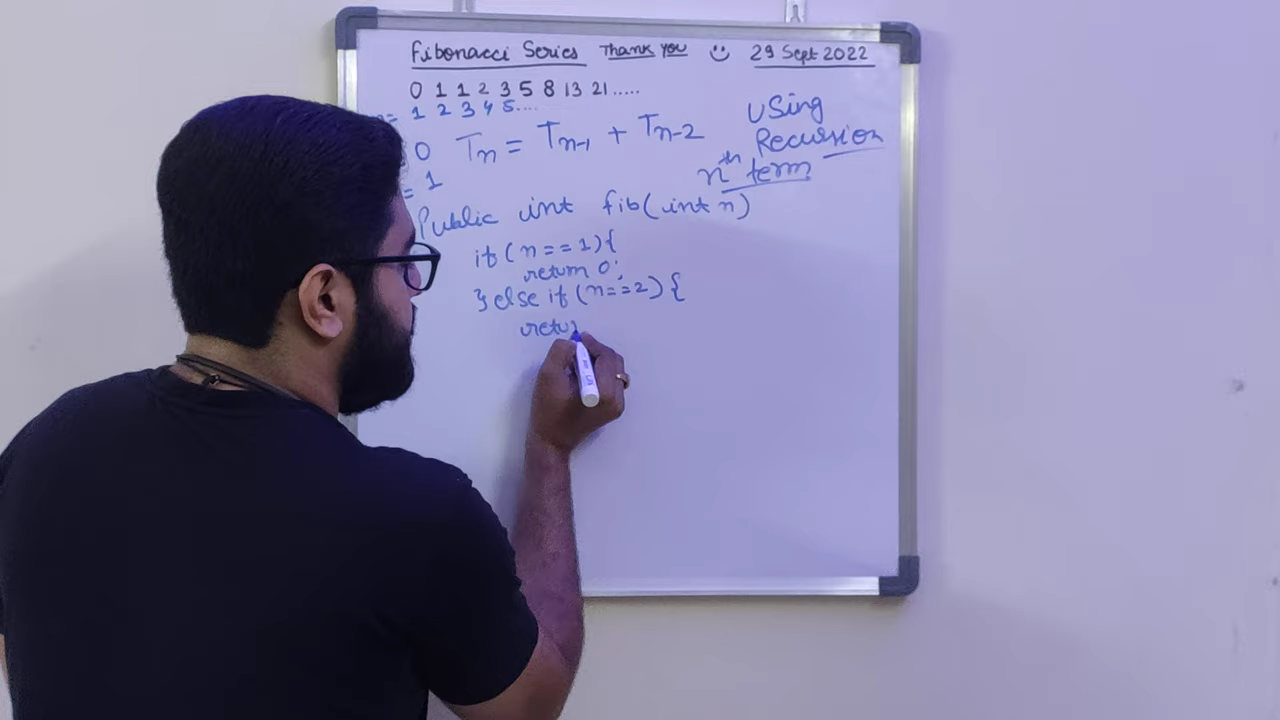 Fibonacci Series Thank You 29 Sept 2022
0 1 1 2 3 5 8 13 21.....
= 1 2 3 4 5....
Using
Recursion
nth term
0 Tn = Tn-1 + Tn-2
= 1
Public int fib(int n)
if (n==1){
return 0;
} else if (n==2) {
retu